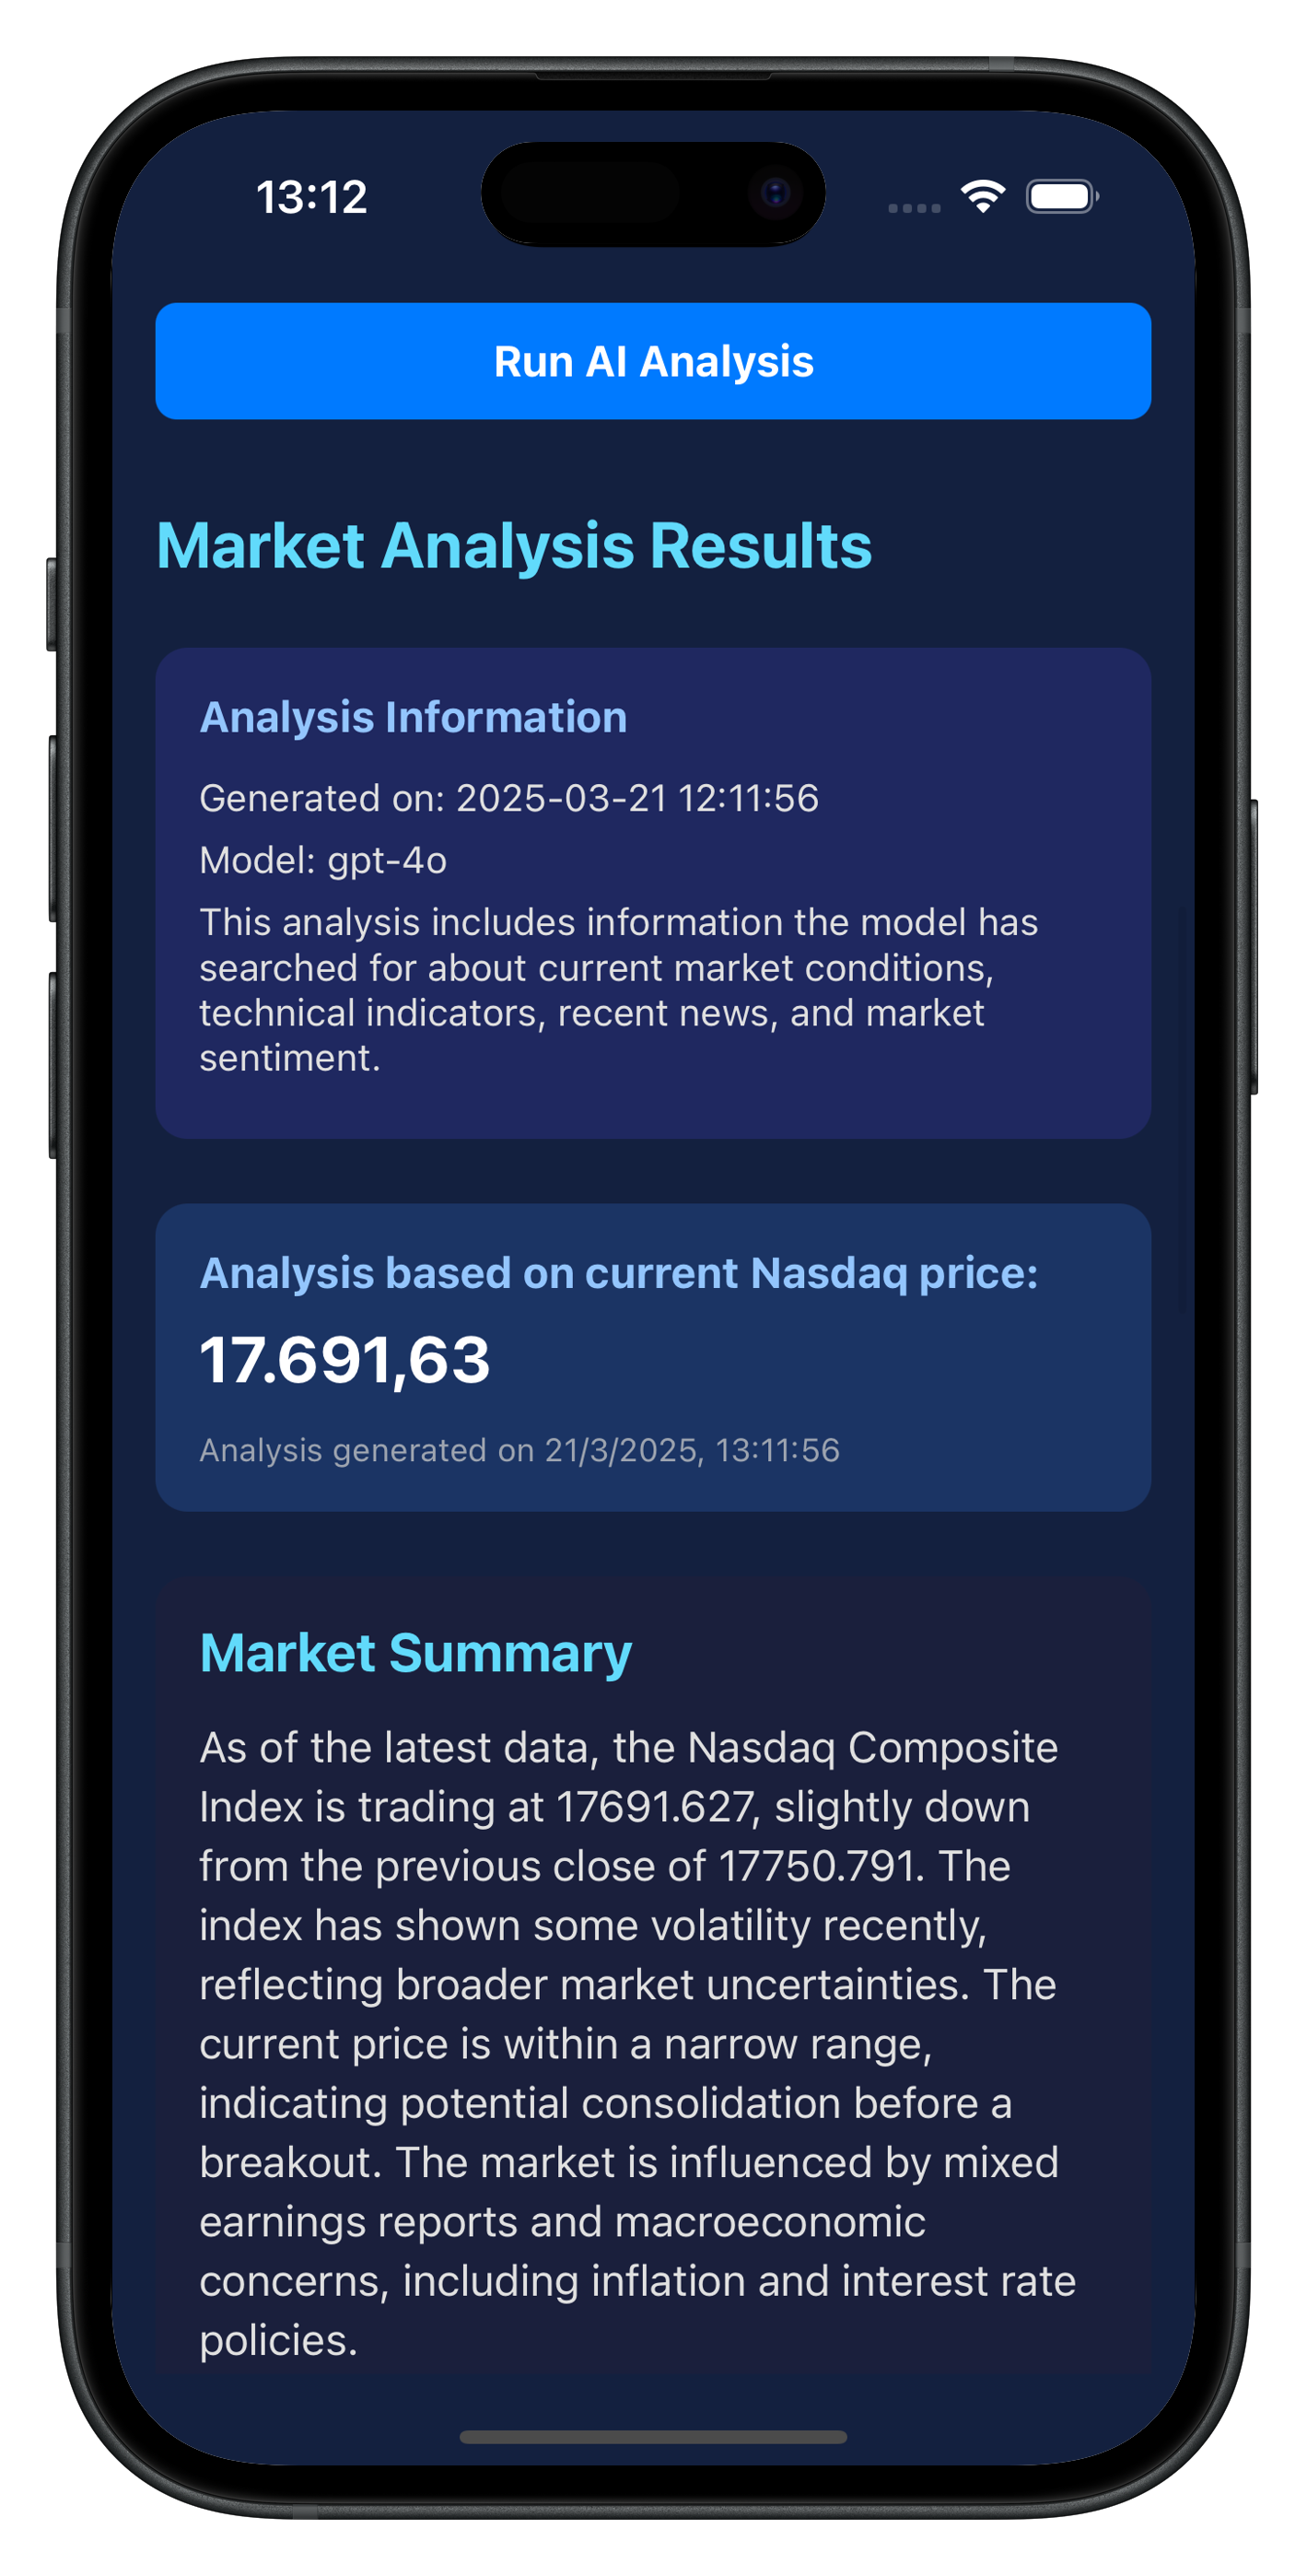 13:12
Run AI Analysis
Market Analysis Results
Analysis Information
Generated on: 2025-03-21 12:11:56
Model: gpt-4o
This analysis includes information the model has
searched for about current market conditions,
technical indicators, recent news, and market
sentiment.
Analysis based on current Nasdaq price:
17.691,63
Analysis generated on 21/3/2025, 13:11:56
Market Summary
As of the latest data, the Nasdaq Composite
Index is trading at 17691.627, slightly down
from the previous close of 17750.791. The
index has shown some volatility recently,
reflecting broader market uncertainties. The
current price is within a narrow range,
indicating potential consolidation before a
breakout. The market is influenced by mixed
earnings reports and macroeconomic
concerns, including inflation and interest rate
policies.